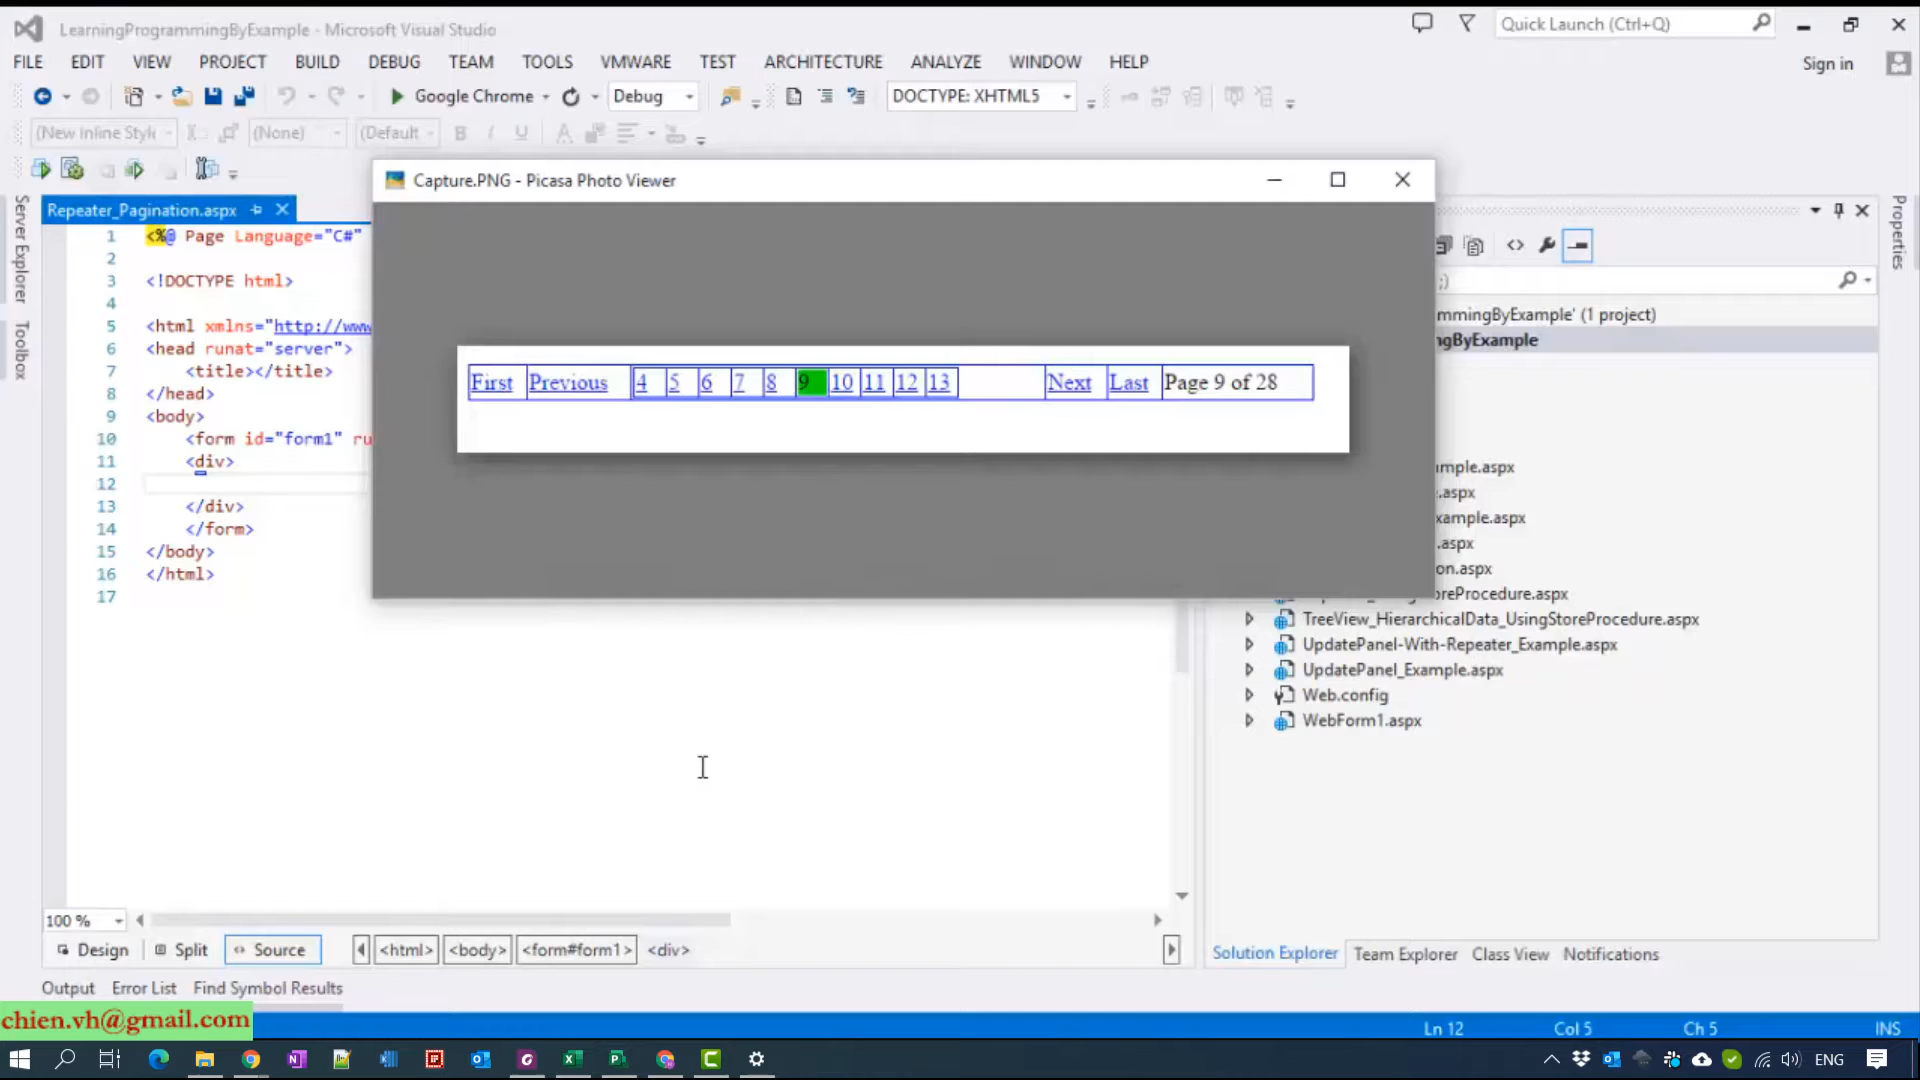 LearningProgrammingByExample - Microsoft Visual Studio
Quick Launch (Ctrl+Q)
FILE EDIT VIEW PROJECT BUILD DEBUG TEAM TOOLS VMWARE TEST ARCHITECTURE ANALYZE WINDOW HELP
Sign in
Google Chrome
Debug
DOCTYPE: XHTML5
(New Inline Style
(None)
(Default
B I U A
Capture.PNG - Picasa Photo Viewer
Server Explorer
Toolbox
Properties
Repeater_Pagination.aspx
1 <%@ Page Language="C#"
2
3 <!DOCTYPE html>
4
5 <html xmlns="http://www
6 <head runat="server">
7 <title></title>
8 </head>
9 <body>
10 <form id="form1" ru
11 <div>
12
13 </div>
14 </form>
15 </body>
16 </html>
17
First Previous 4 5 6 7 8 9 10 11 12 13 Next Last Page 9 of 28
;)
mmingByExample' (1 project)
gByExample
mple.aspx
.aspx
xample.aspx
.aspx
on.aspx
oreProcedure.aspx
TreeView_HierarchicalData_UsingStoreProcedure.aspx
UpdatePanel-With-Repeater_Example.aspx
UpdatePanel_Example.aspx
Web.config
WebForm1.aspx
100 %
Design Split Source <html> <body> <form#form1> <div>
Solution Explorer Team Explorer Class View Notifications
Output Error List Find Symbol Results
chien.vh@gmail.com
Ln 12 Col 5 Ch 5 INS
ENG